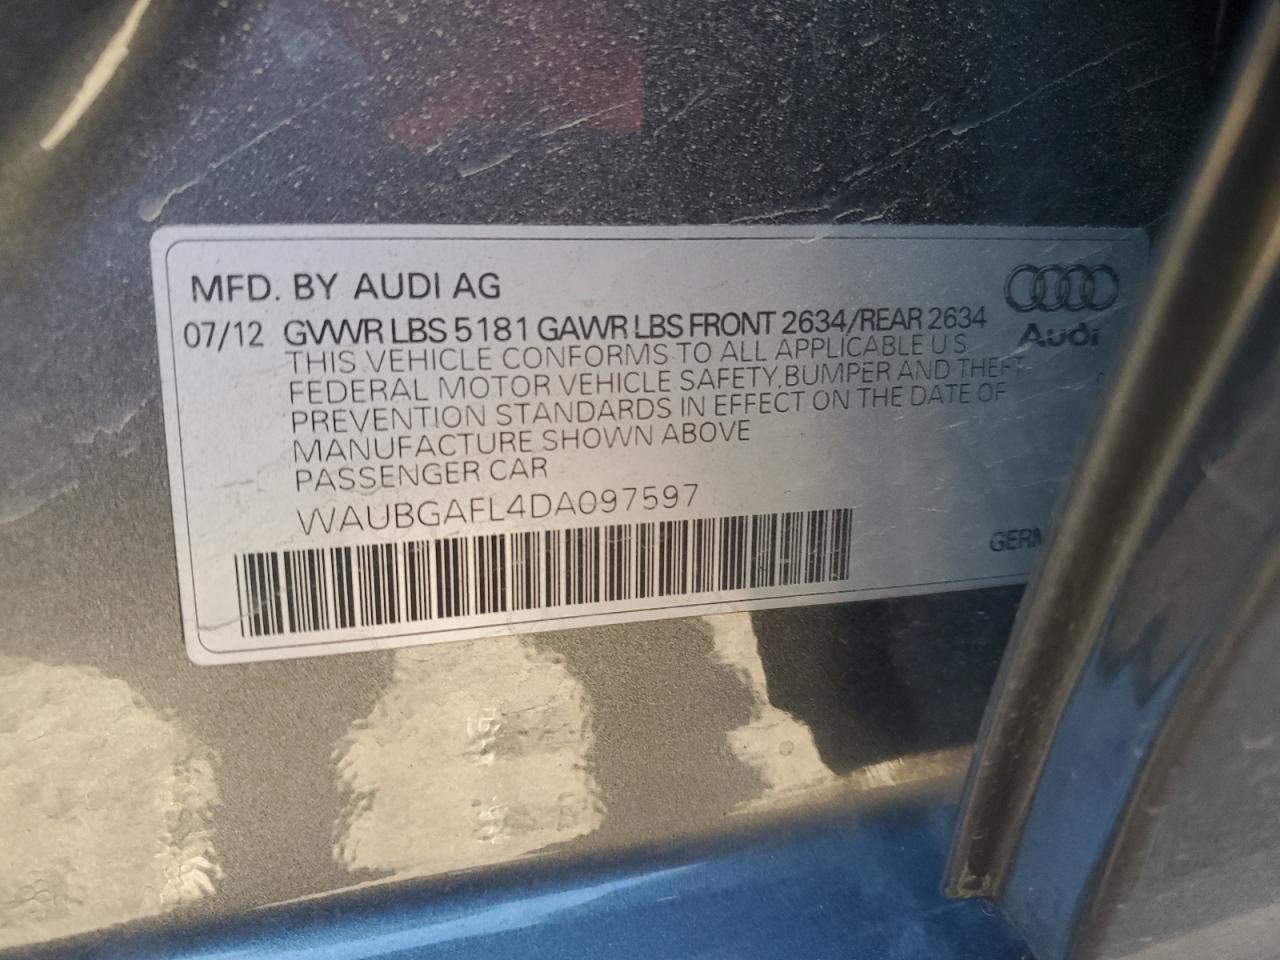 MFD. BY AUDI AG
07/12 GVWR LBS 5181 GAWR LBS FRONT 2634/REAR 2634
Audi
THIS VEHICLE CONFORMS TO ALL APPLICABLE US
FEDERAL MOTOR VEHICLE SAFETY,BUMPER AND THEFT
PREVENTION STANDARDS IN EFFECT ON THE DATE OF
MANUFACTURE SHOWN ABOVE
PASSENGER CAR
WAUBGAFL4DA097597